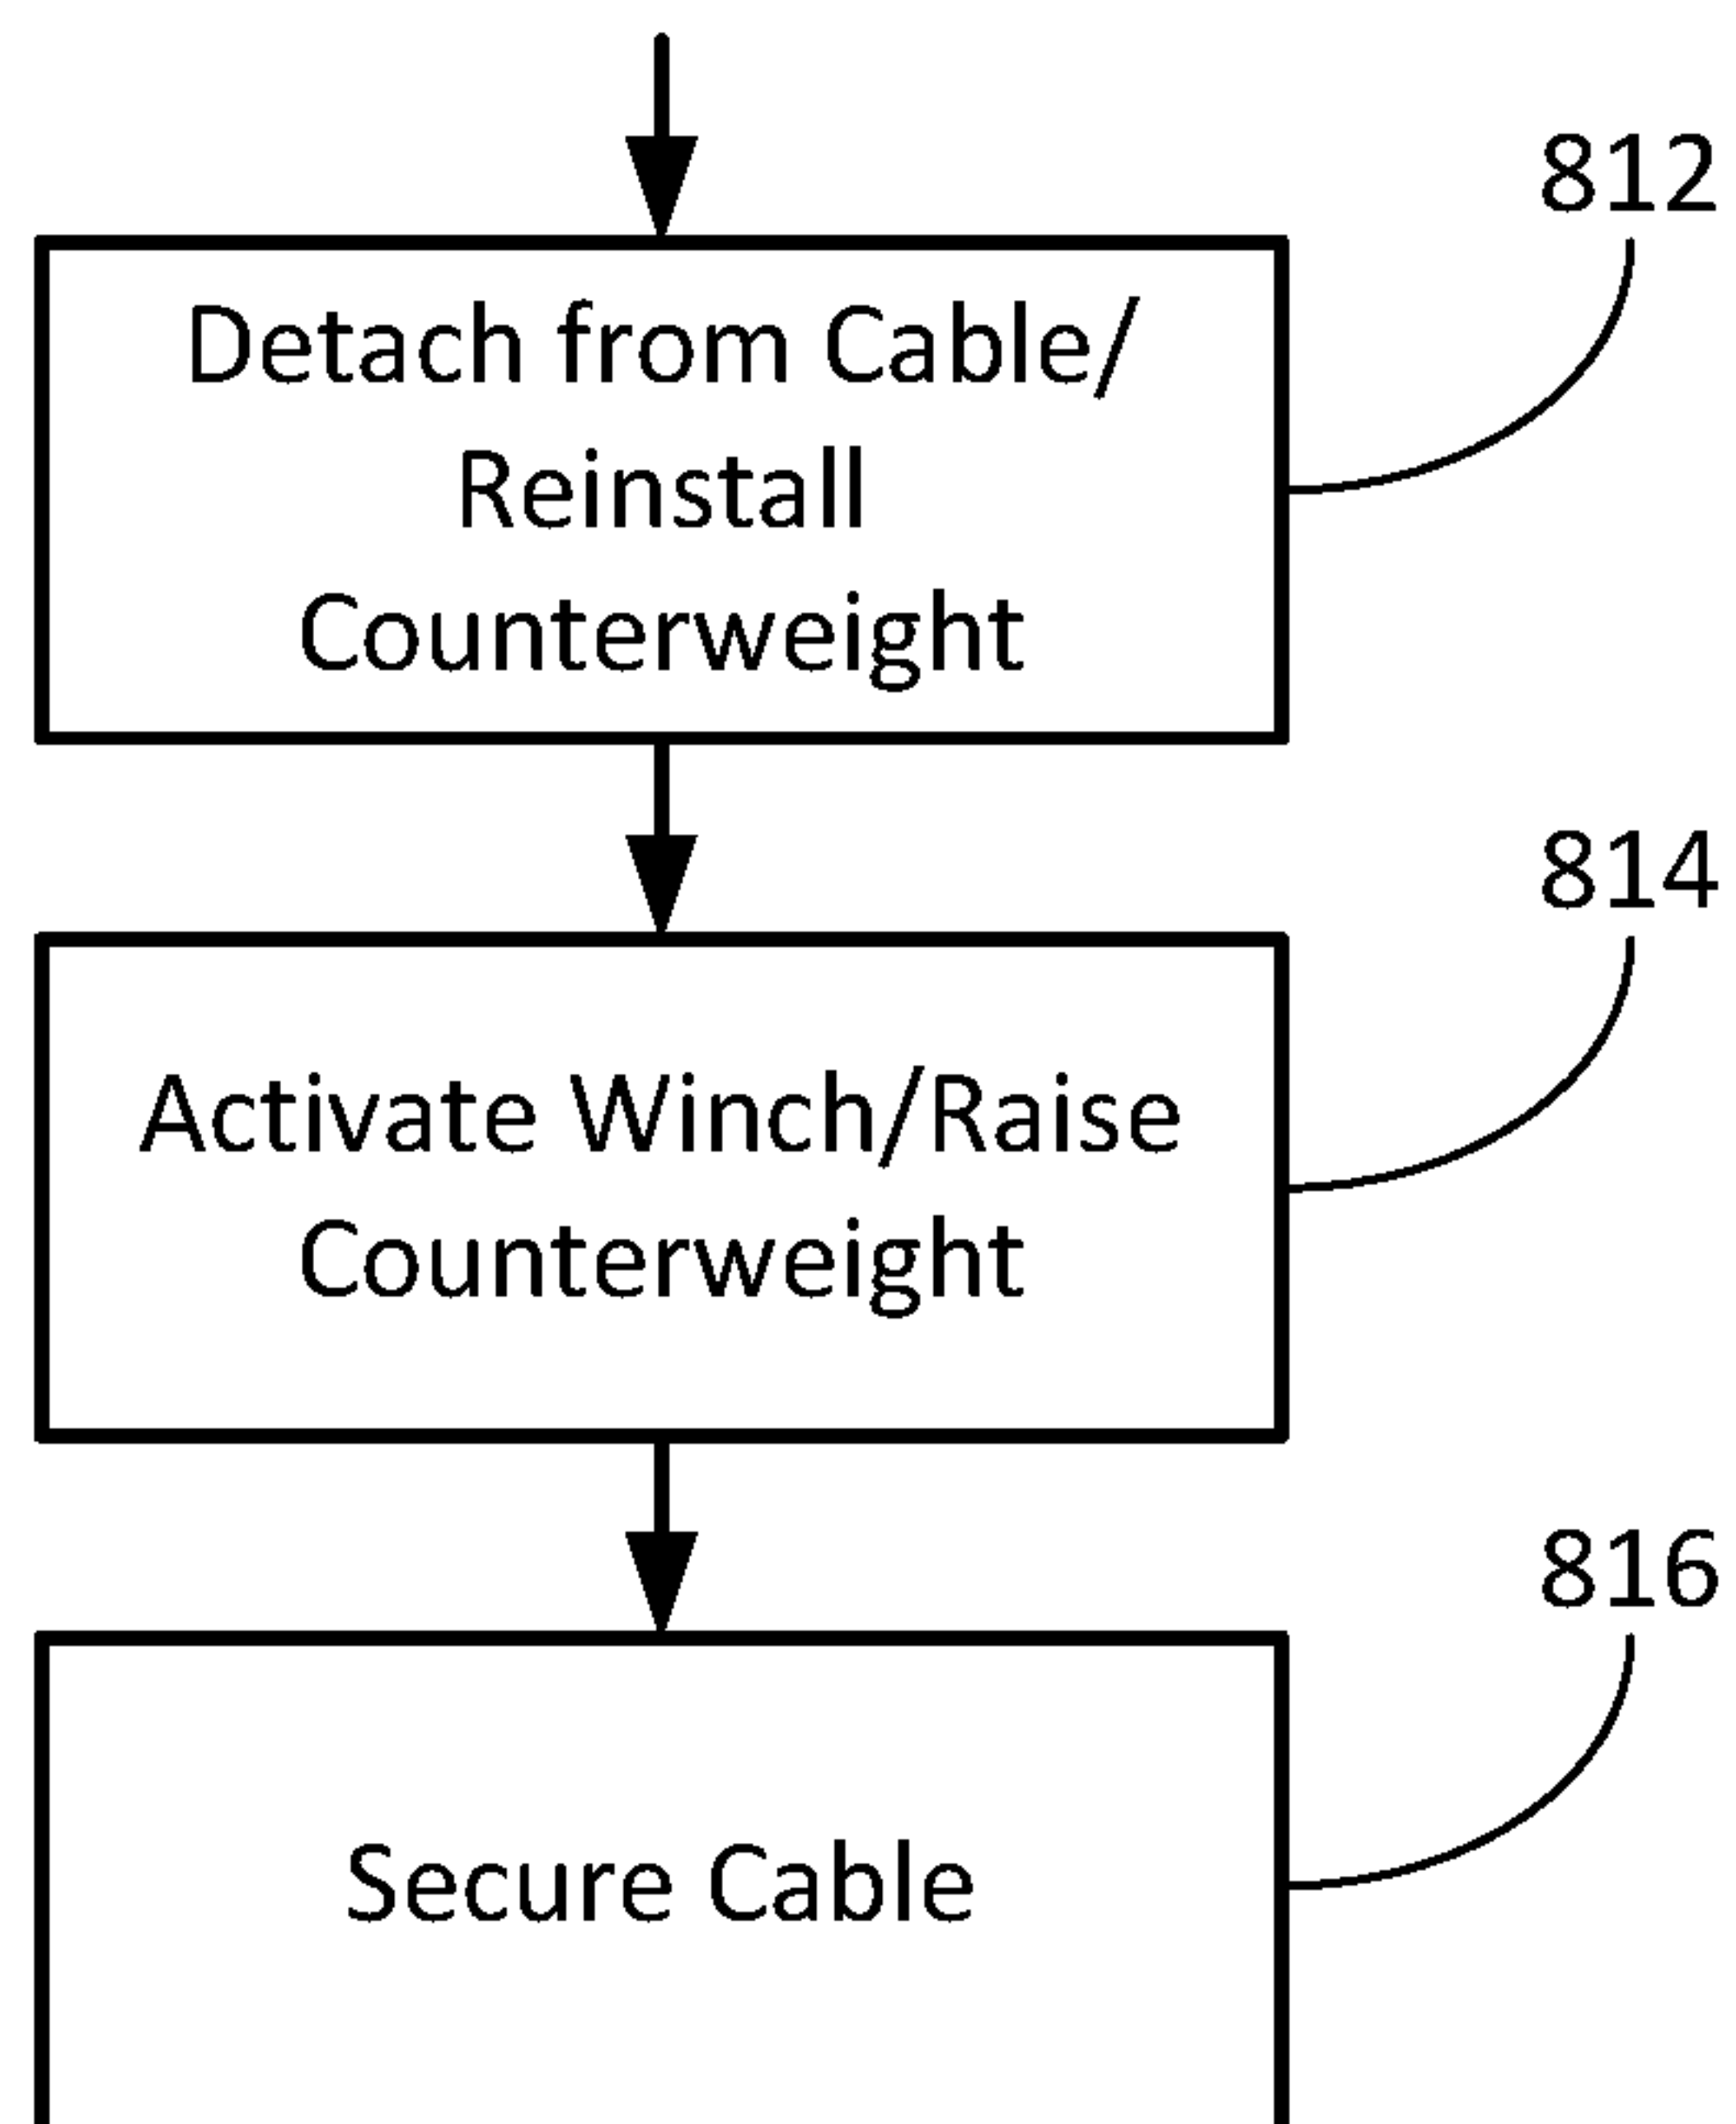 812
Detach from Cable/
Reinstall
Counterweight
814
Activate Winch/Raise
Counterweight
816
Secure Cable